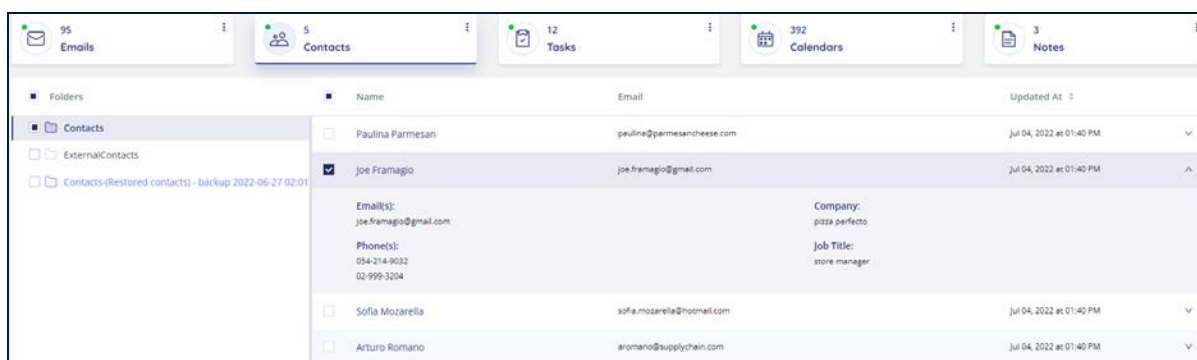 95
Emails
5
Contacts
12
Tasks
392
Calendars
3
Notes
Folders
Name Email Updated At
Contacts
ExternalContacts
Contacts-(Restored contacts) - backup 2022-06-27 02:01
Paulina Parmesan paulina@parmesancheese.com Jul 04, 2022 at 01:40 PM
Joe Framagio joe.framagio@gmail.com Jul 04, 2022 at 01:40 PM
Email(s):
joe.framagio@gmail.com
Company:
pizza perfecto
Phone(s):
054-214-9032
02-999-3204
Job Title:
store manager
Sofia Mozarella sofia.mozarella@hotmail.com Jul 04, 2022 at 01:40 PM
Arturo Romano aromano@supplychain.com Jul 04, 2022 at 01:40 PM